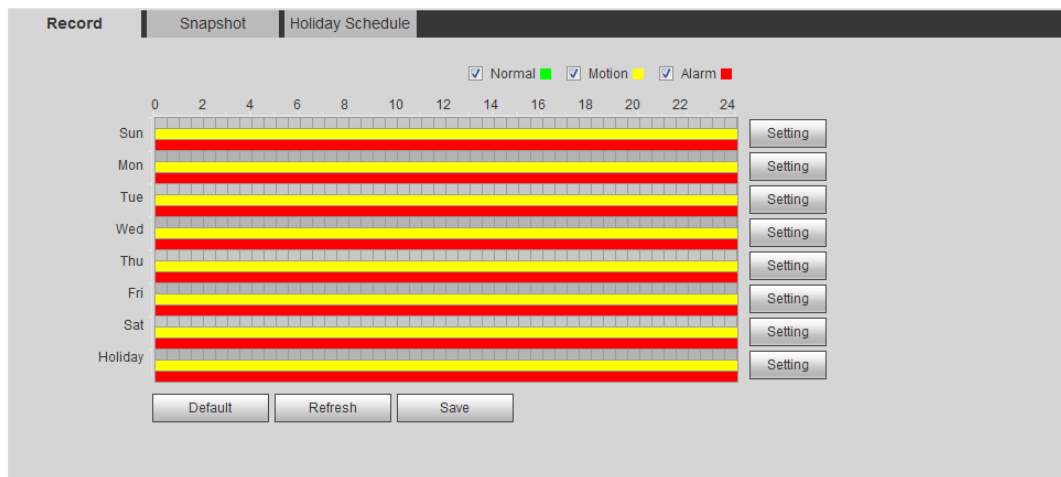 Record Snapshot Holiday Schedule
Normal Motion Alarm
0 2 4 6 8 10 12 14 16 18 20 22 24
Sun Setting
Mon Setting
Tue Setting
Wed Setting
Thu Setting
Fri Setting
Sat Setting
Holiday Setting
Default Refresh Save